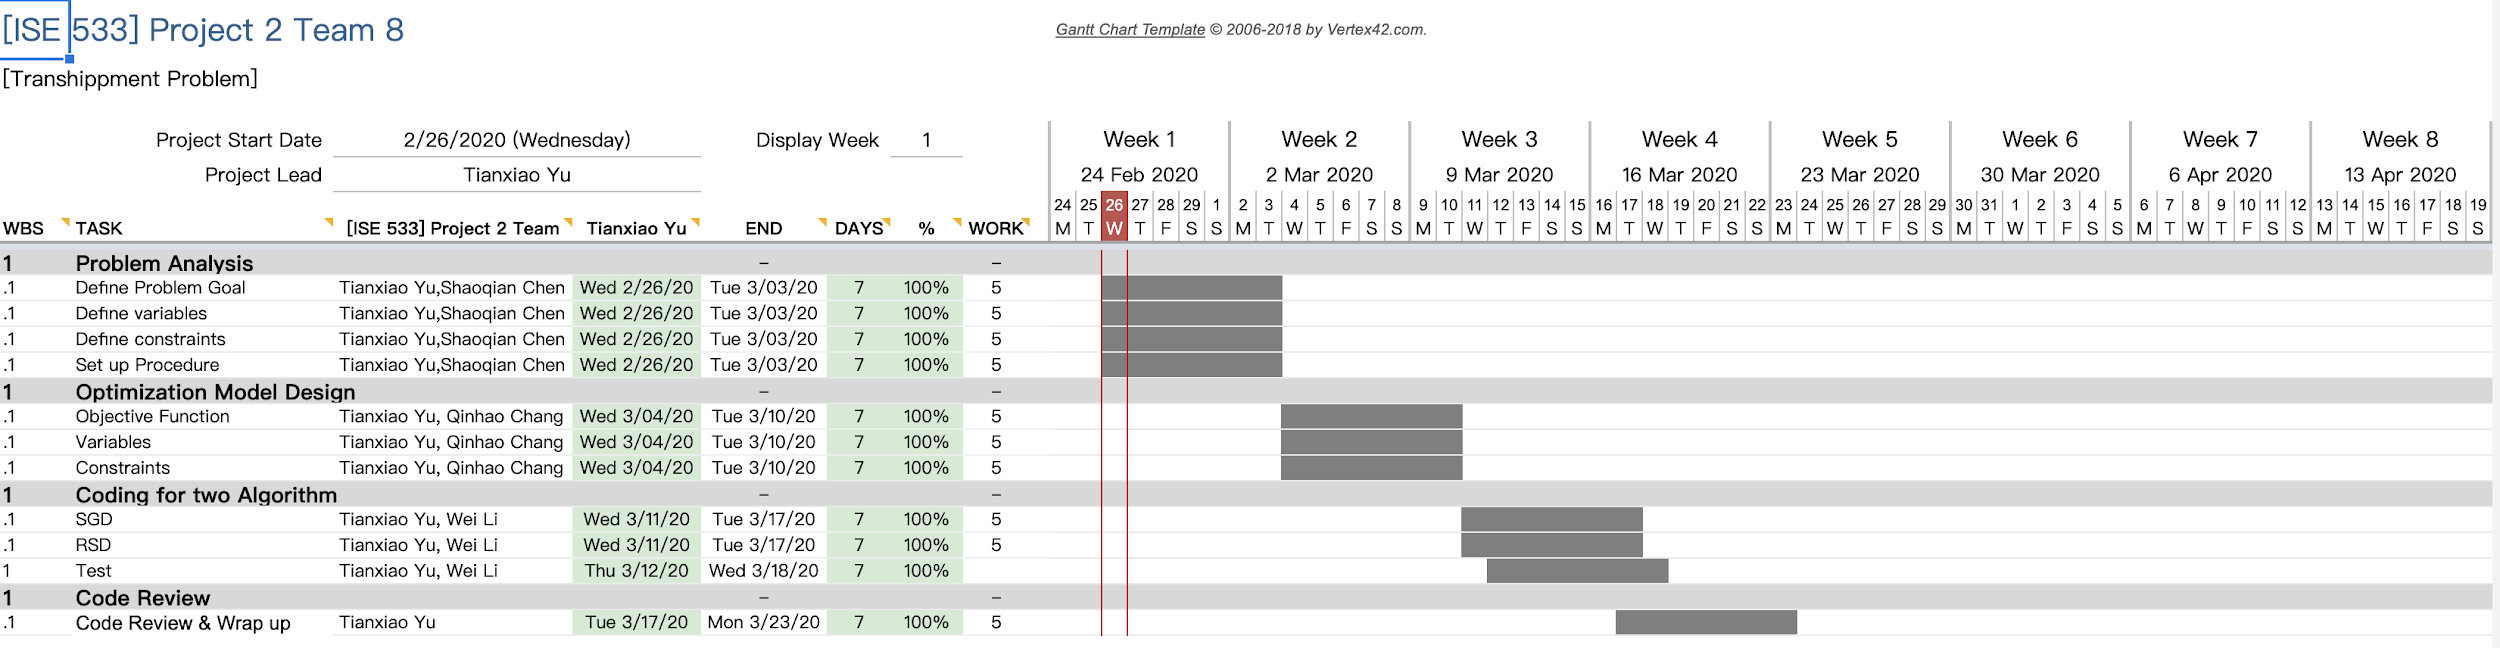 [ISE 533] Project 2 Team 8
Gantt Chart Template © 2006-2018 by Vertex42.com.
[Transhippment Problem]
Project Start Date 2/26/2020 (Wednesday) Display Week 1 Week 1 Week 2 Week 3 Week 4 Week 5 Week 6 Week 7 Week 8
Project Lead Tianxiao Yu 24 Feb 2020 2 Mar 2020 9 Mar 2020 16 Mar 2020 23 Mar 2020 30 Mar 2020 6 Apr 2020 13 Apr 2020
24 25 26 27 28 29 1 2 3 4 5 6 7 8 9 10 11 12 13 14 15 16 17 18 19 20 21 22 23 24 25 26 27 28 29 30 31 1 2 3 4 5 6 7 8 9 10 11 12 13 14 15 16 17 18 19
WBS TASK [ISE 533] Project 2 Team Tianxiao Yu END DAYS % WORK M T W T F S S M T W T F S S M T W T F S S M T W T F S S M T W T F S S M T W T F S S M T W T F S S M T W T F S S
1 Problem Analysis – –
.1 Define Problem Goal Tianxiao Yu,Shaoqian Chen Wed 2/26/20 Tue 3/03/20 7 100% 5
.1 Define variables Tianxiao Yu,Shaoqian Chen Wed 2/26/20 Tue 3/03/20 7 100% 5
.1 Define constraints Tianxiao Yu,Shaoqian Chen Wed 2/26/20 Tue 3/03/20 7 100% 5
.1 Set up Procedure Tianxiao Yu,Shaoqian Chen Wed 2/26/20 Tue 3/03/20 7 100% 5
1 Optimization Model Design – –
.1 Objective Function Tianxiao Yu, Qinhao Chang Wed 3/04/20 Tue 3/10/20 7 100% 5
.1 Variables Tianxiao Yu, Qinhao Chang Wed 3/04/20 Tue 3/10/20 7 100% 5
.1 Constraints Tianxiao Yu, Qinhao Chang Wed 3/04/20 Tue 3/10/20 7 100% 5
1 Coding for two Algorithm – –
.1 SGD Tianxiao Yu, Wei Li Wed 3/11/20 Tue 3/17/20 7 100% 5
.1 RSD Tianxiao Yu, Wei Li Wed 3/11/20 Tue 3/17/20 7 100% 5
1 Test Tianxiao Yu, Wei Li Thu 3/12/20 Wed 3/18/20 7 100%
1 Code Review – –
.1 Code Review & Wrap up Tianxiao Yu Tue 3/17/20 Mon 3/23/20 7 100% 5